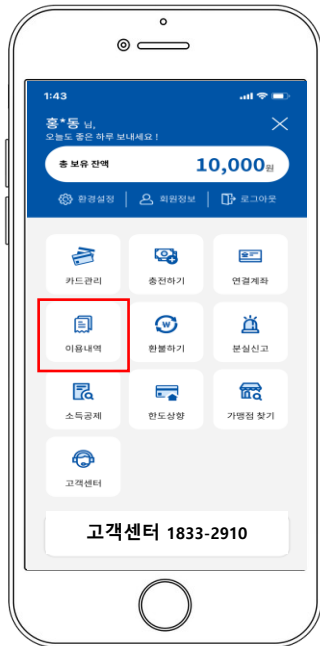 1:43
홍*동 님,
오늘도 좋은 하루 보내세요 !
총 보유 잔액 10,000원
환경설정 회원정보 로그아웃
카드관리 충전하기 연결계좌
이용내역 환불하기 분실신고
소득공제 한도상향 가맹점 찾기
고객센터
고객센터 1833-2910